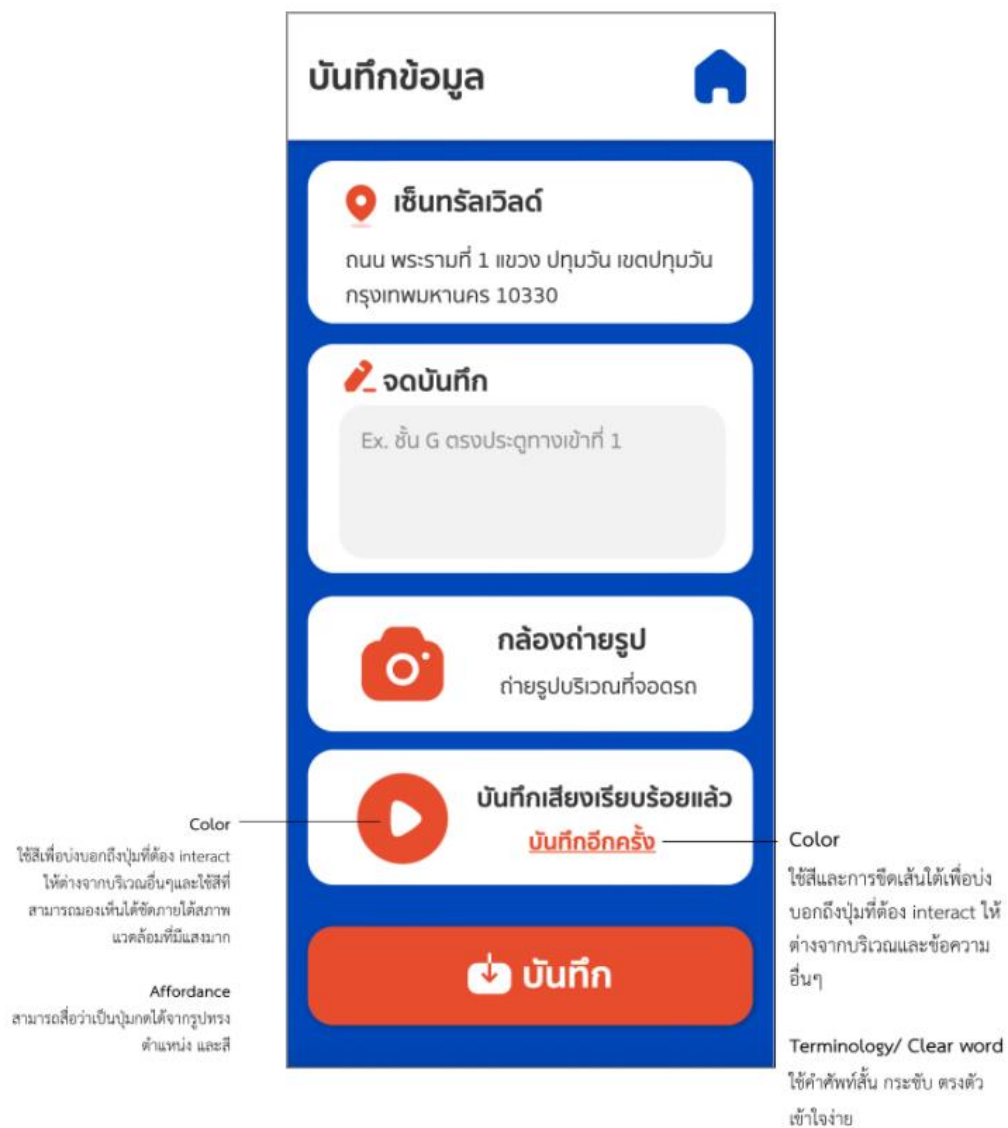 บันทึกข้อมูล
เซ็นทรัลเวิลด์
ถนน พระรามที่ 1 แขวง ปทุมวัน เขตปทุมวัน
กรุงเทพมหานคร 10330
จดบันทึก
Ex. ชั้น G ตรงประตูทางเข้าที่ 1
กล้องถ่ายรูป
ถ่ายรูปบริเวณที่จอดรถ
บันทึกเสียงเรียบร้อยแล้ว
บันทึกอีกครั้ง
บันทึก
Color
ใช้สีเพื่อบ่งบอกถึงปุ่มที่ต้อง interact
ให้ต่างจากบริเวณอื่นๆและใช้สีที่
สามารถมองเห็นได้ชัดภายใต้สภาพ
แวดล้อมที่มีแสงมาก
Affordance
สามารถสื่อว่าเป็นปุ่มกดได้จากรูปทรง
ตำแหน่ง และสี
Color
ใช้สีและการขีดเส้นใต้เพื่อบ่ง
บอกถึงปุ่มที่ต้อง interact ให้
ต่างจากบริเวณและข้อความ
อื่นๆ
Terminology/ Clear word
ใช้คำศัพท์สั้น กระชับ ตรงตัว
เข้าใจง่าย